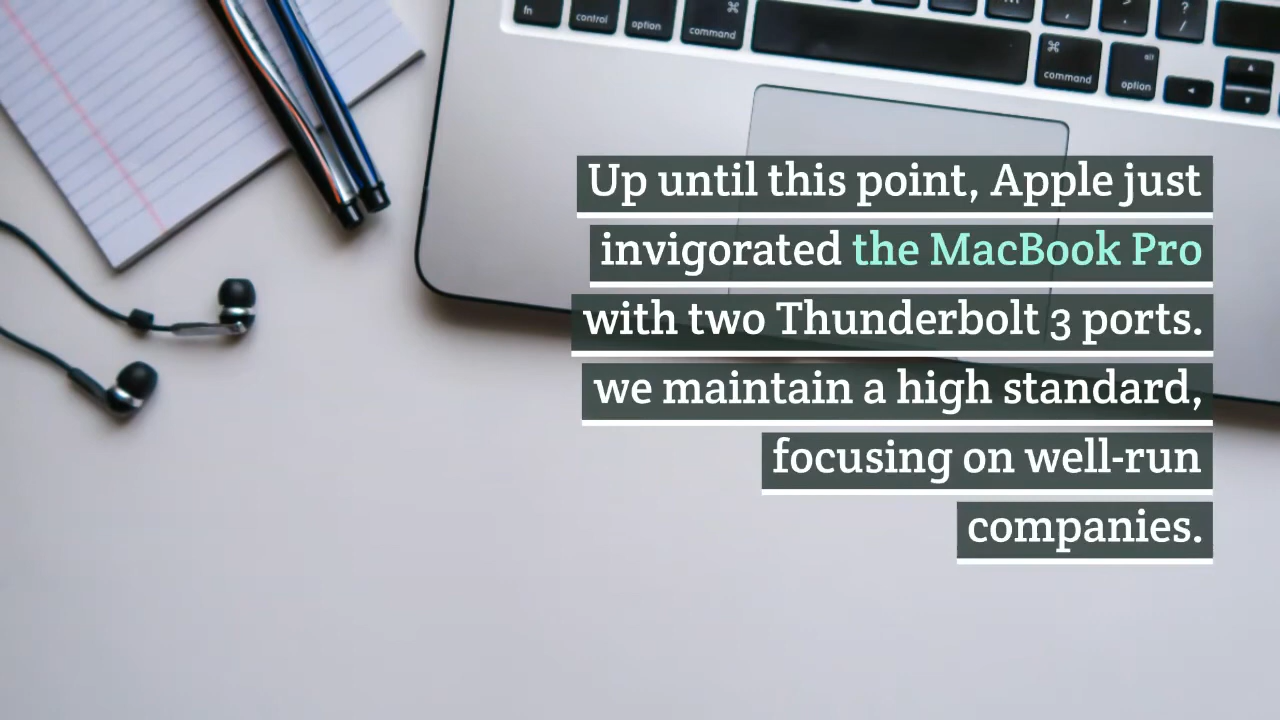 fn control option command
⌘
⌘
command
alt
option
?
/
Up until this point, Apple just
invigorated the MacBook Pro
with two Thunderbolt 3 ports.
we maintain a high standard,
focusing on well-run
companies.